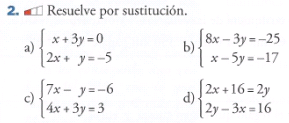 2. Resuelve por sustitución.
a) { x + 3y = 0
2x + y = -5
b) { 8x - 3y = -25
x - 5y = -17
c) { 7x - y = -6
4x + 3y = 3
d) { 2x + 16 = 2y
2y - 3x = 16